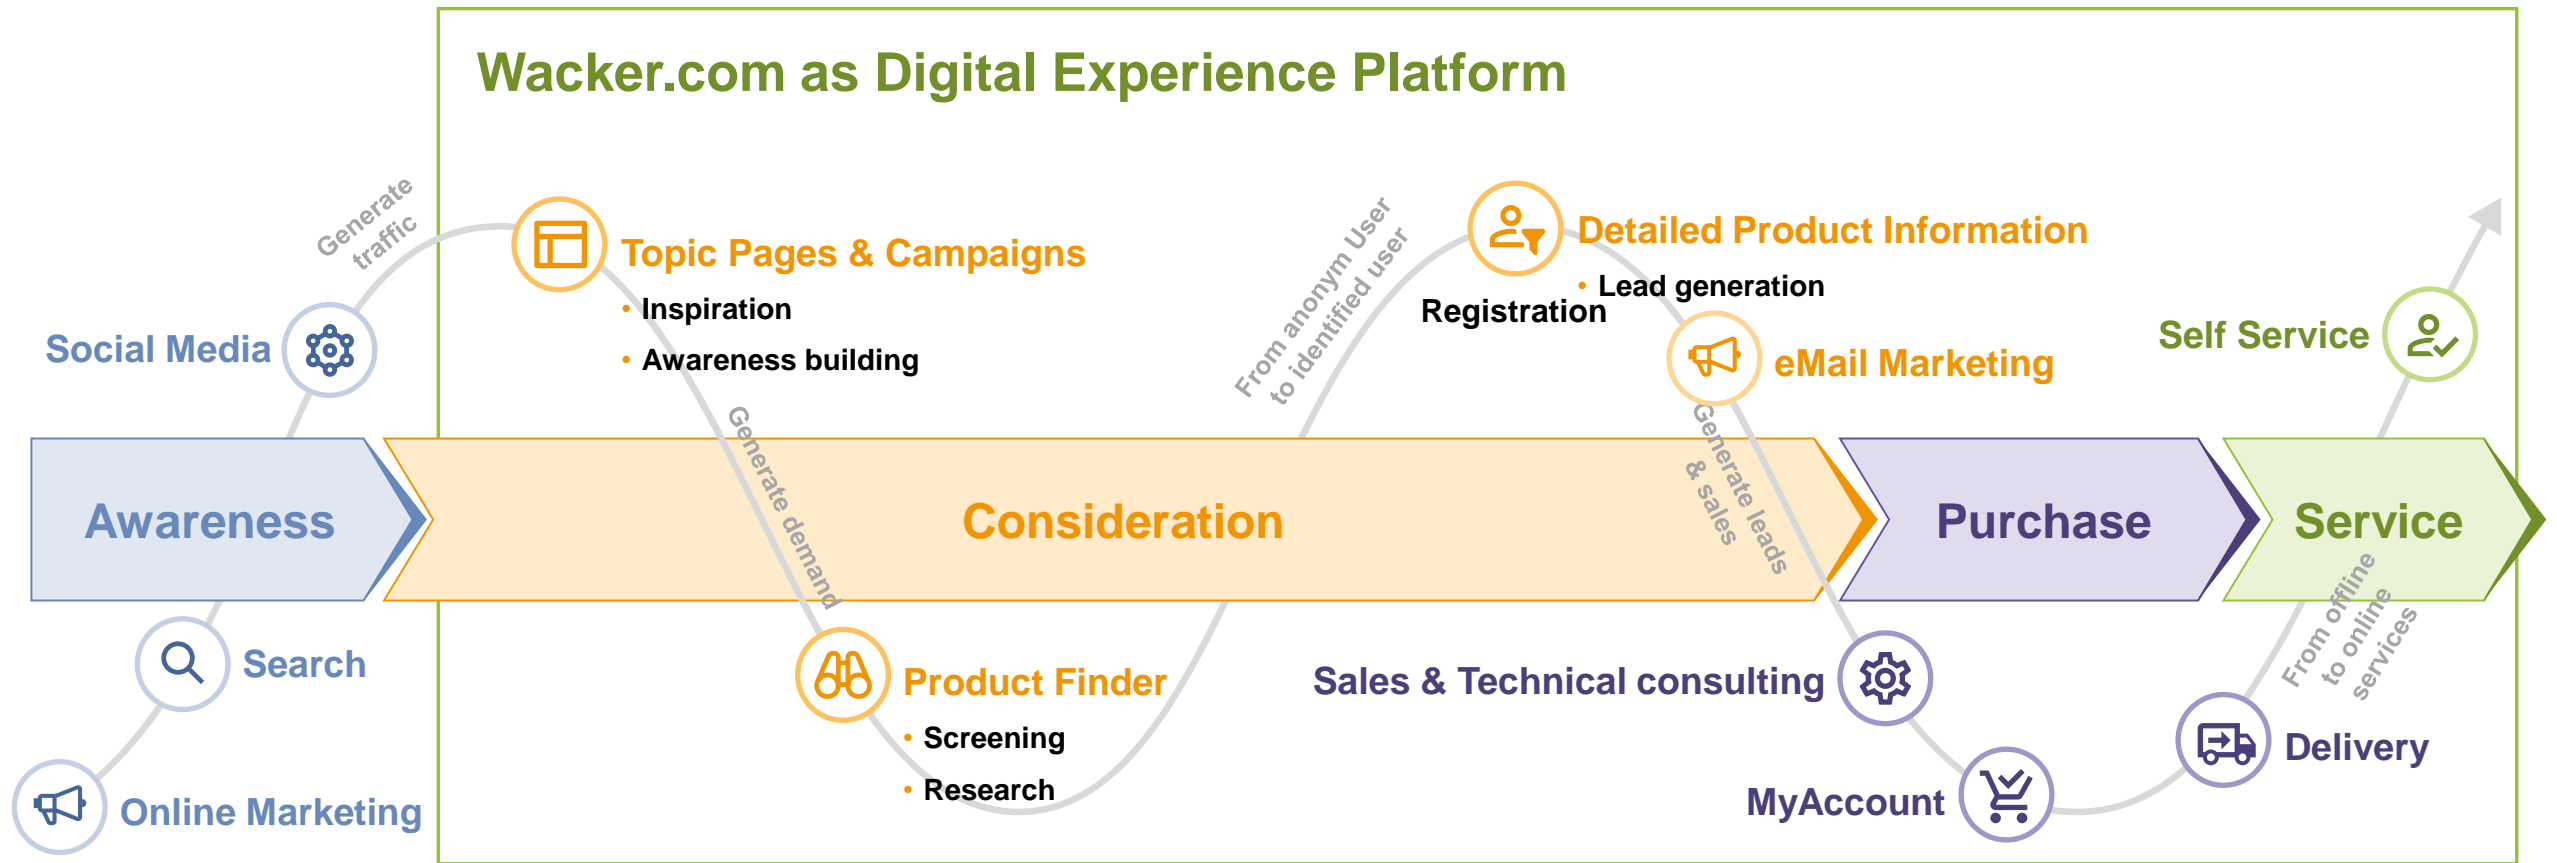 Wacker.com as Digital Experience Platform
Generate
traffic
Topic Pages & Campaigns
• Inspiration
• Awareness building
Social Media
From anonym User
to identified user
Detailed Product Information
• Lead generation
Registration
eMail Marketing
Self Service
Generate demand
Generate leads
& sales
Awareness
Consideration
Purchase
Service
From offline
to online
services
Search
Product Finder
• Screening
• Research
Sales & Technical consulting
Delivery
MyAccount
Online Marketing